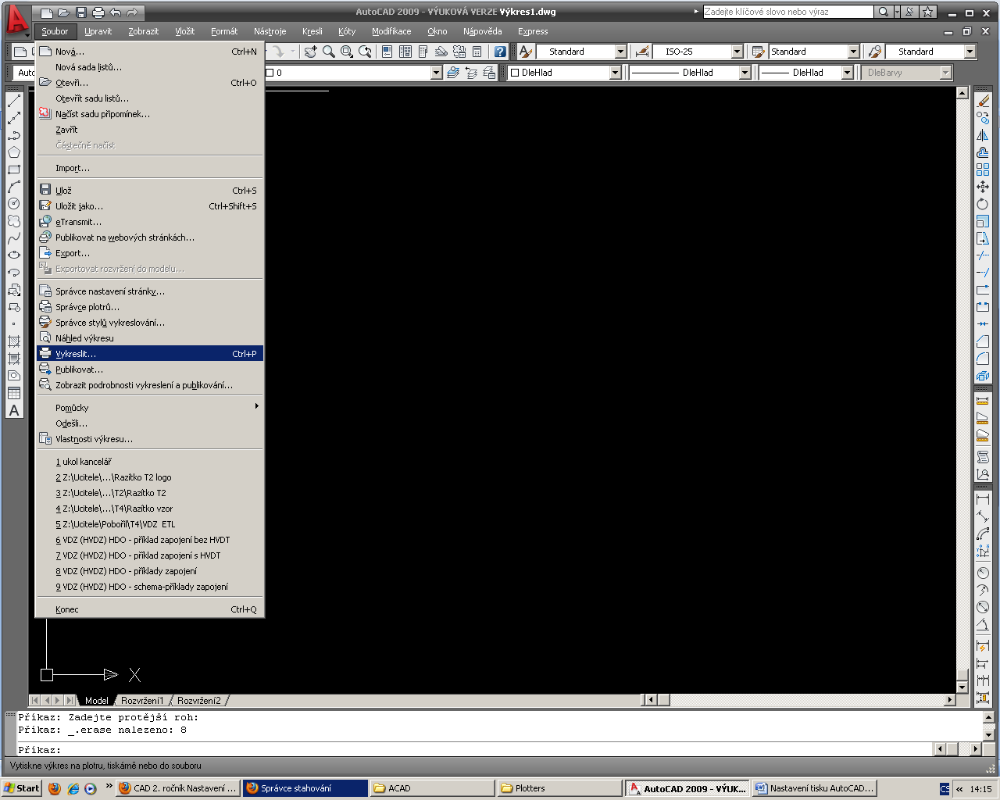 AutoCAD 2009 - VÝUKOVÁ VERZE Výkres1.dwg
Zadejte klíčové slovo nebo výraz
Soubor Upravit Zobrazit Vložit Formát Nástroje Kresli Kóty Modifikace Okno Nápověda Express
Nová... Ctrl+N
Standard ISO-25 Standard Standard
Nová sada listů...
Auto
0 DleHlad DleHlad DleHlad DleBarvy
Otevři... Ctrl+O
Otevřít sadu listů...
Načíst sadu připomínek...
Zavřít
Částečně načíst
Import...
Ulož Ctrl+S
Uložit jako... Ctrl+Shift+S
eTransmit...
Publikovat na webových stránkách...
Export...
Exportovat rozvržení do modelu...
Správce nastavení stránky...
Správce plotrů...
Správce stylů vykreslování...
Náhled výkresu
Vykreslit... Ctrl+P
Publikovat...
Zobrazit podrobnosti vykreslení a publikování...
Pomůcky
Odešli...
Vlastnosti výkresu...
1 ukol kancelář
2 Z:\Ucitele\...\Razítko T2 logo
3 Z:\Ucitele\...\T2\Razítko T2
4 Z:\Ucitele\...\T4\Razítko vzor
5 Z:\Ucitele\Pobořil\T4\VDZ ETL
6 VDZ (HVDZ) HDO - příklad zapojení bez HVDT
7 VDZ (HVDZ) HDO - příklad zapojení s HVDT
8 VDZ (HVDZ) HDO - příklady zapojení
9 VDZ (HVDZ) HDO - schema-příklady zapojení
Konec Ctrl+Q
X
Model Rozvržení1 Rozvržení2
Příkaz: Zadejte protější roh:
Příkaz: _.erase nalezeno: 8
Příkaz:
Vytiskne výkres na plotru, tiskárně nebo do souboru
Start CAD 2. ročník Nastavení ... Správce stahování ACAD Plotters AutoCAD 2009 - VÝUK... Nastavení tisku AutoCAD... CS 14:15